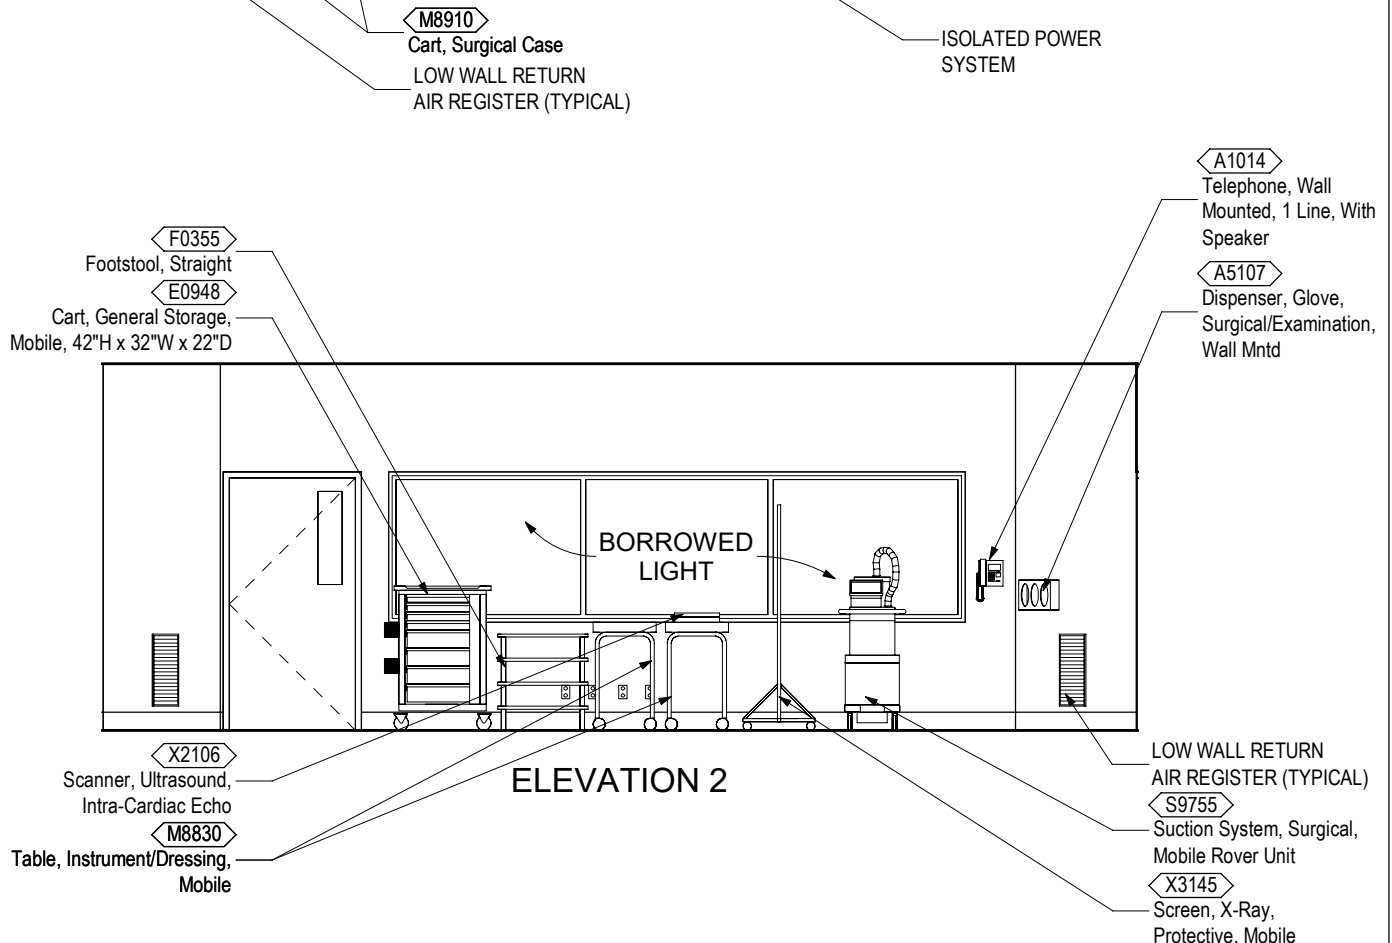 M8910
Cart, Surgical Case
LOW WALL RETURN
AIR REGISTER (TYPICAL)
ISOLATED POWER
SYSTEM
A1014
Telephone, Wall
Mounted, 1 Line, With
Speaker
A5107
Dispenser, Glove,
Surgical/Examination,
Wall Mntd
F0355
Footstool, Straight
E0948
Cart, General Storage,
Mobile, 42"H x 32"W x 22"D
BORROWED
LIGHT
X2106
Scanner, Ultrasound,
Intra-Cardiac Echo
M8830
Table, Instrument/Dressing,
Mobile
ELEVATION 2
LOW WALL RETURN
AIR REGISTER (TYPICAL)
S9755
Suction System, Surgical,
Mobile Rover Unit
X3145
Screen, X-Ray,
Protective, Mobile